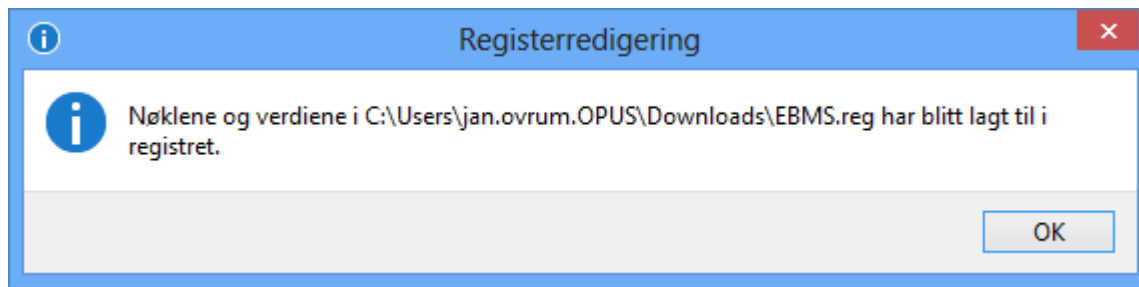 Registerredigering
Nøklene og verdiene i C:\Users\jan.ovrum.OPUS\Downloads\EBMS.reg har blitt lagt til i
registret.
OK